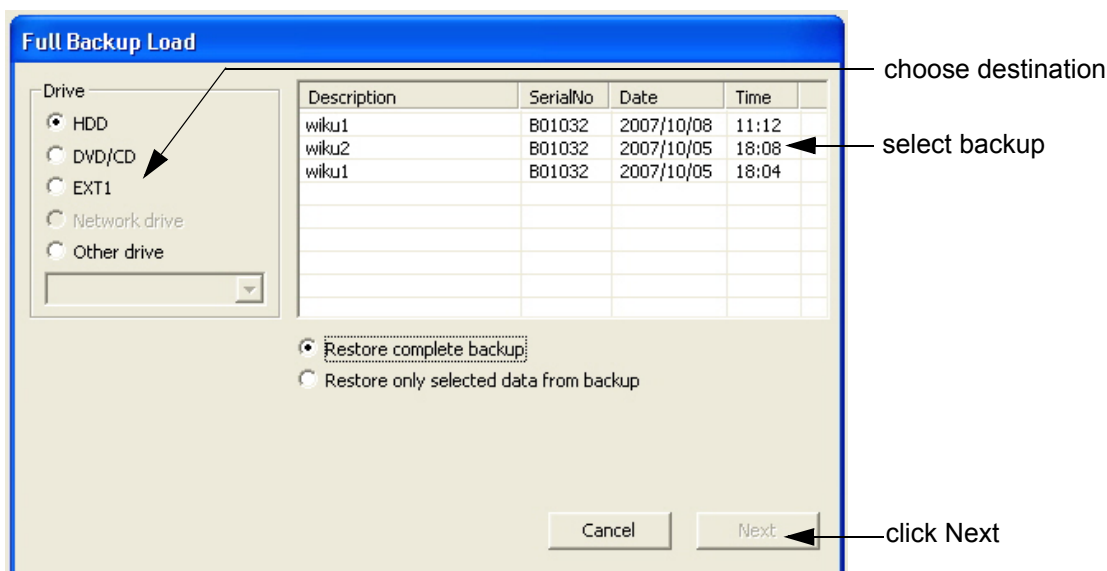 Full Backup Load
choose destination
Drive
HDD
DVD/CD
EXT1
Network drive
Other drive
Description SerialNo Date Time
wiku1 B01032 2007/10/08 11:12
wiku2 B01032 2007/10/05 18:08
wiku1 B01032 2007/10/05 18:04
select backup
Restore complete backup
Restore only selected data from backup
Cancel
Next
click Next